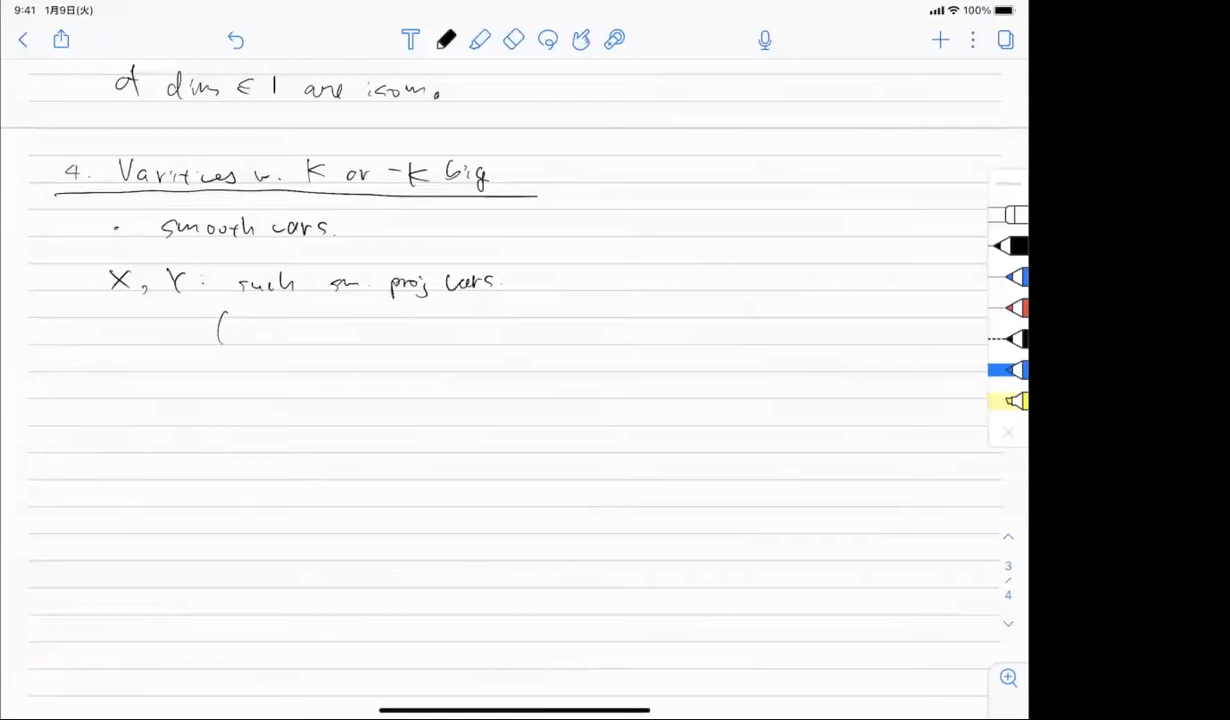 9:41 1月9日(火) 100%
of dim ≤ 1 are isom.
4. Varitices w. K or -K big
· smooth vars.
X, Y : such sm. proj vars.
(
3
/
4